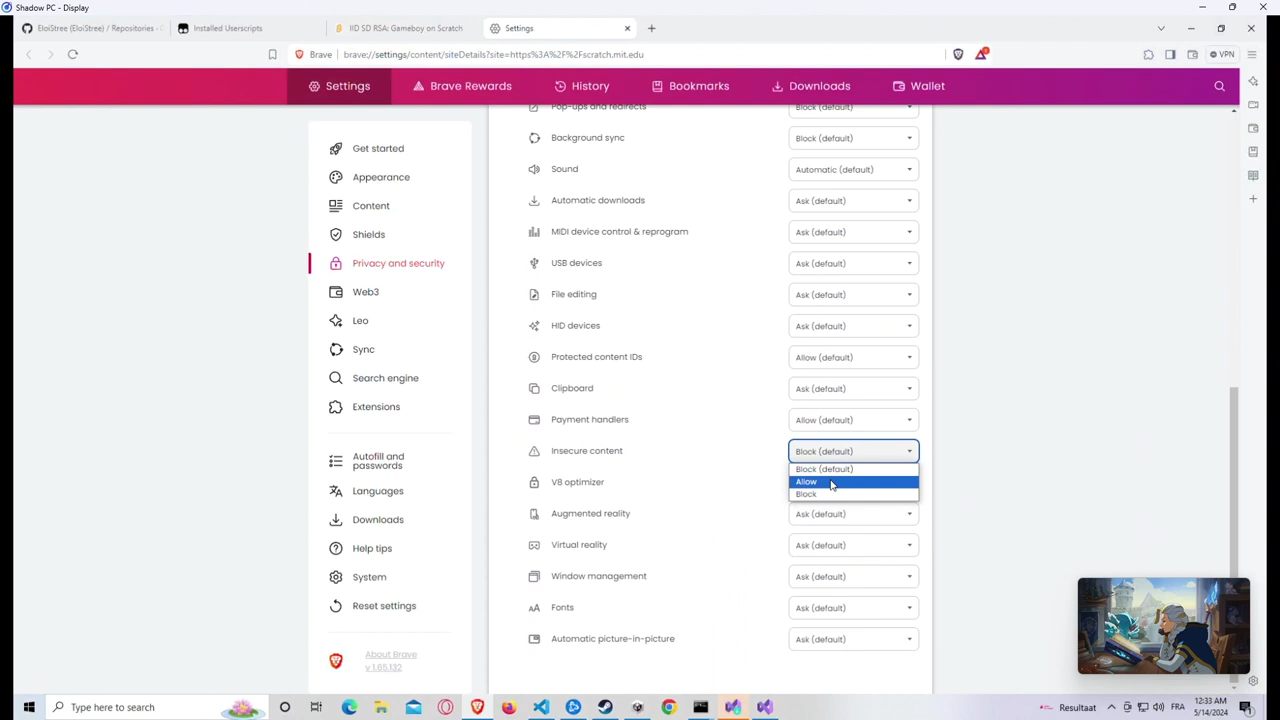 Shadow PC - Display
EloiStree (EloiStree) / Repositories -
Installed Userscripts
IID SD RSA: Gameboy on Scratch
Settings
Brave
brave://settings/content/siteDetails?site=https%3A%2F%2Fscratch.mit.edu
VPN
Settings
Brave Rewards
History
Bookmarks
Downloads
Wallet
Get started
Appearance
Content
Shields
Privacy and security
Web3
Leo
Sync
Search engine
Extensions
Autofill and
passwords
Languages
Downloads
Help tips
System
Reset settings
About Brave
v 1.65.132
Pop-ups and redirects
Block (default)
Background sync
Block (default)
Sound
Automatic (default)
Automatic downloads
Ask (default)
MIDI device control & reprogram
Ask (default)
USB devices
Ask (default)
File editing
Ask (default)
HID devices
Ask (default)
Protected content IDs
Allow (default)
Clipboard
Ask (default)
Payment handlers
Allow (default)
Insecure content
Block (default)
Block (default)
Allow
Block
V8 optimizer
Augmented reality
Ask (default)
Virtual reality
Ask (default)
Window management
Ask (default)
Fonts
Ask (default)
Automatic picture-in-picture
Ask (default)
Type here to search
Resultaat
FRA
12:33 AM
5/14/2024